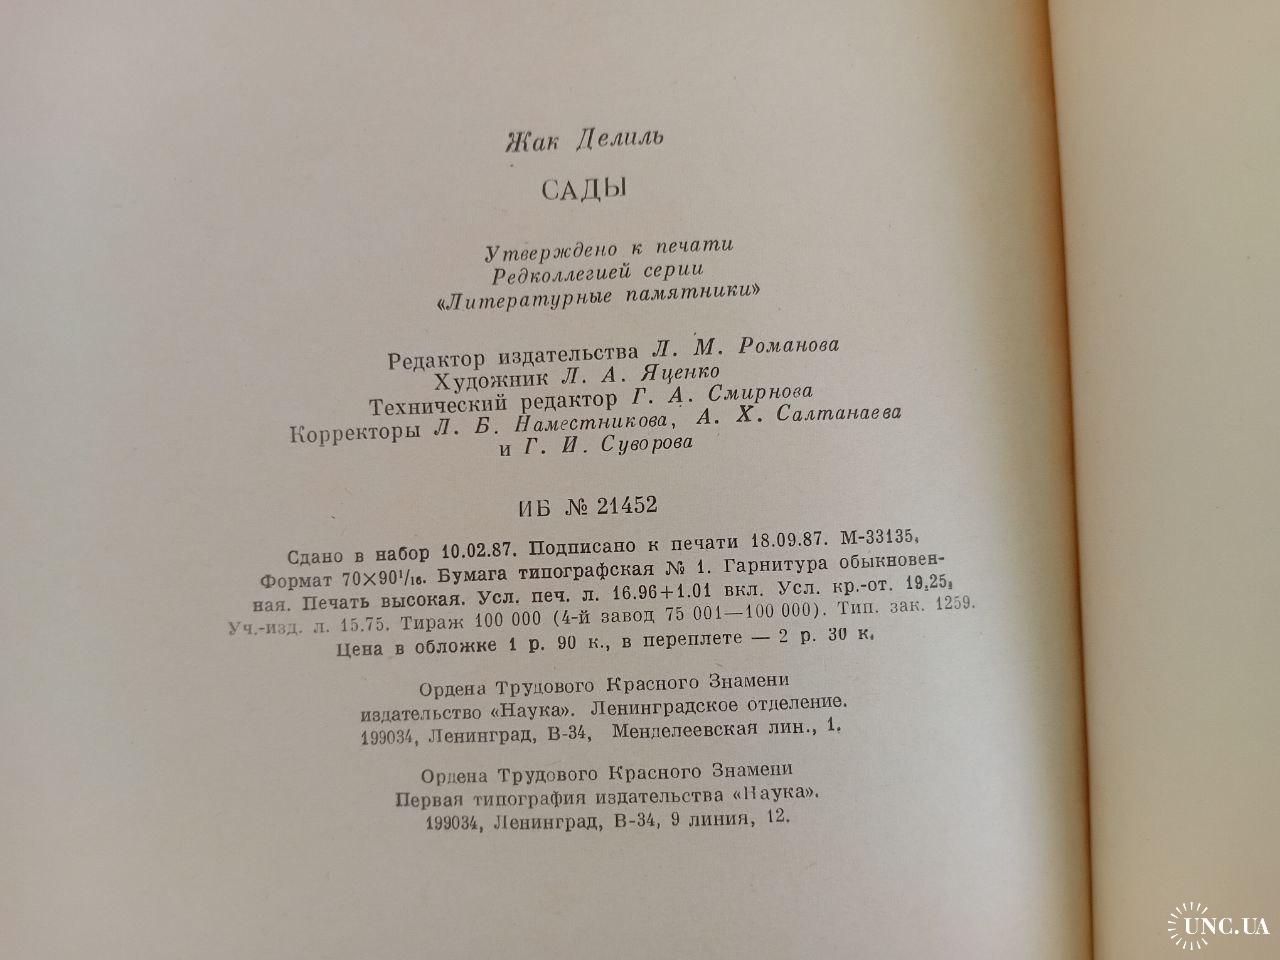 Жак Делиль
САДЫ
Утверждено к печати
Редколлегией серии
«Литературные памятники»
Редактор издательства Л. М. Романова
Художник Л. А. Яценко
Технический редактор Г. А. Смирнова
Корректоры Л. Б. Наместникова, А. Х. Салтанаева
и Г. И. Суворова
ИБ № 21452
Сдано в набор 10.02.87. Подписано к печати 18.09.87. М-33135.
Формат 70×90¹/₁₆. Бумага типографская № 1. Гарнитура обыкновен-
ная. Печать высокая. Усл. печ. л. 16.96+1.01 вкл. Усл. кр.-от. 19.25.
Уч.-изд. л. 15.75. Тираж 100 000 (4-й завод 75 001—100 000). Тип. зак. 1259.
Цена в обложке 1 р. 90 к., в переплете — 2 р. 30 к.
Ордена Трудового Красного Знамени
издательство «Наука». Ленинградское отделение.
199034, Ленинград, В-34, Менделеевская лин., 1.
Ордена Трудового Красного Знамени
Первая типография издательства «Наука».
199034, Ленинград, В-34, 9 линия, 12.
UNC.UA